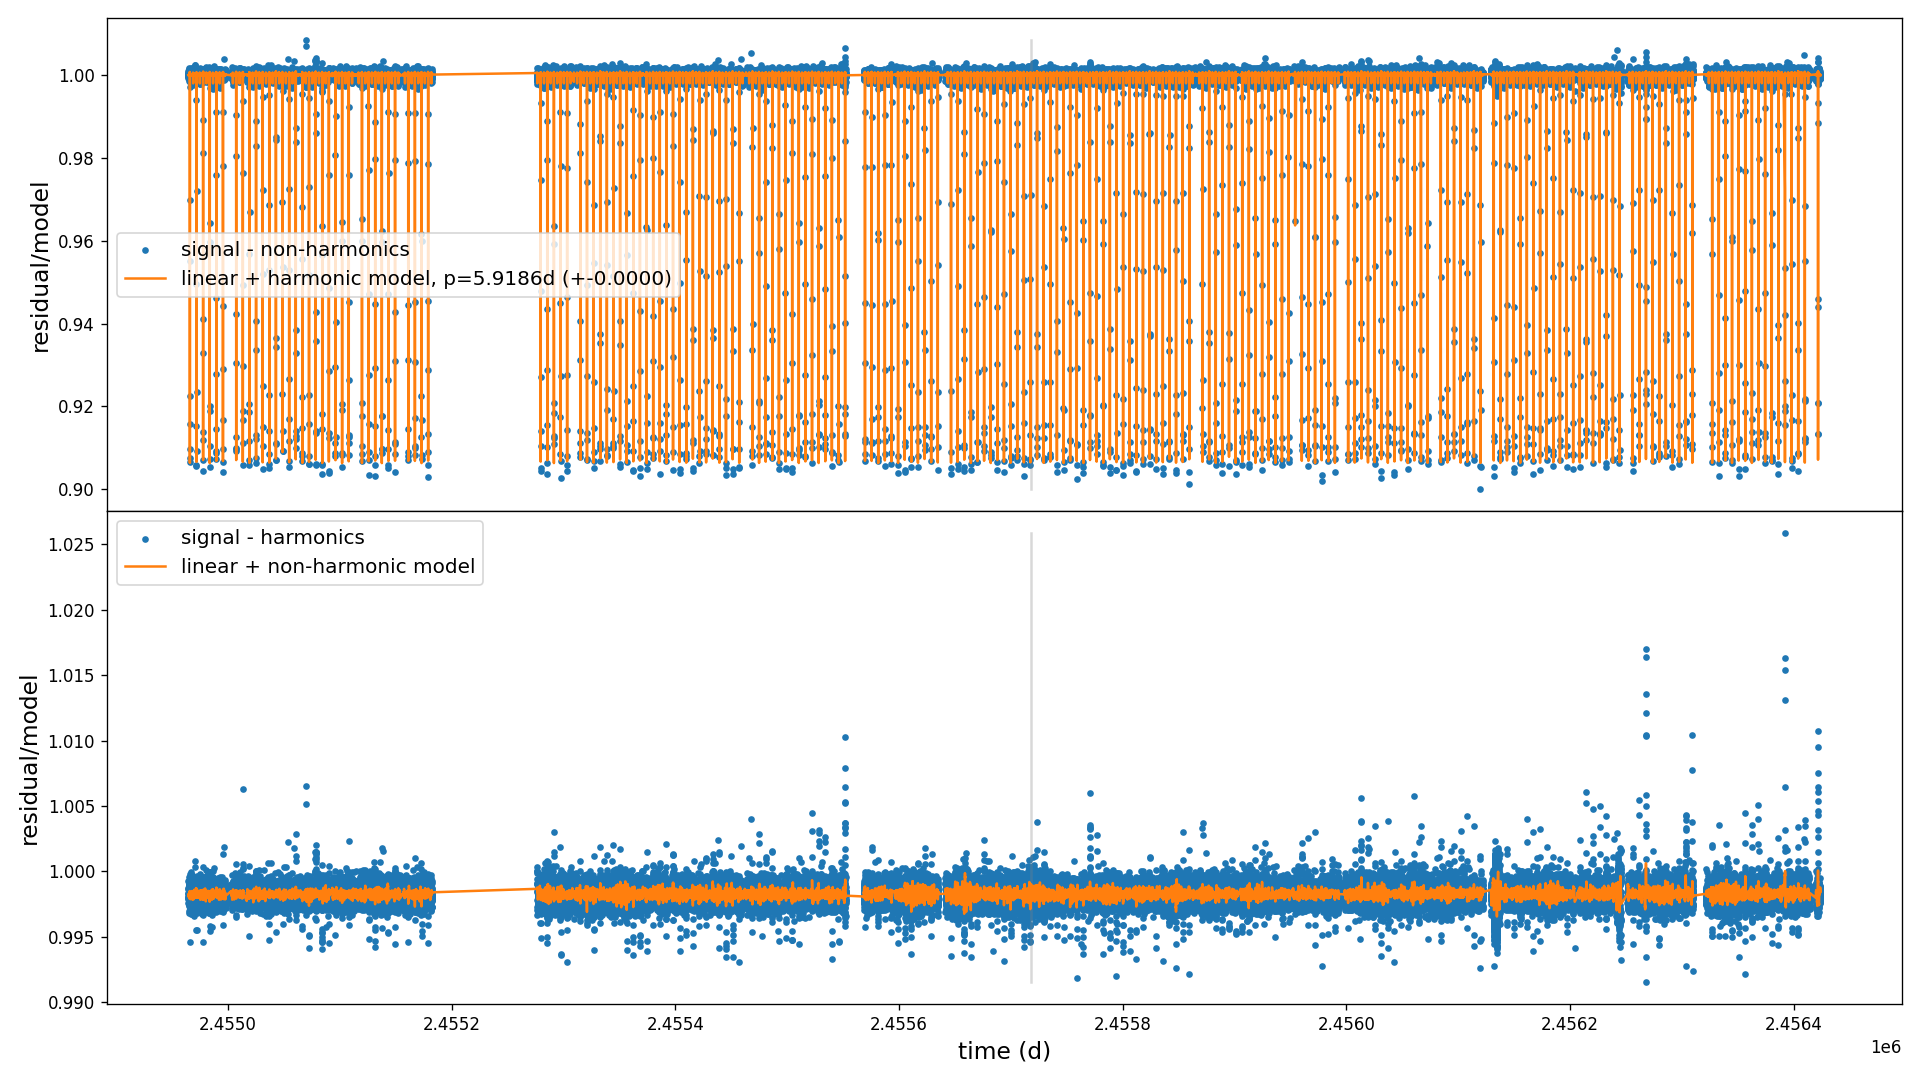 1.00
0.98
0.96
0.94
0.92
0.90
residual/model
signal - non-harmonics
linear + harmonic model, p=5.9186d (+-0.0000)
1.025
1.020
1.015
1.010
1.005
1.000
0.995
0.990
residual/model
signal - harmonics
linear + non-harmonic model
2.4550 2.4552 2.4554 2.4556 2.4558 2.4560 2.4562 2.4564
1e6
time (d)